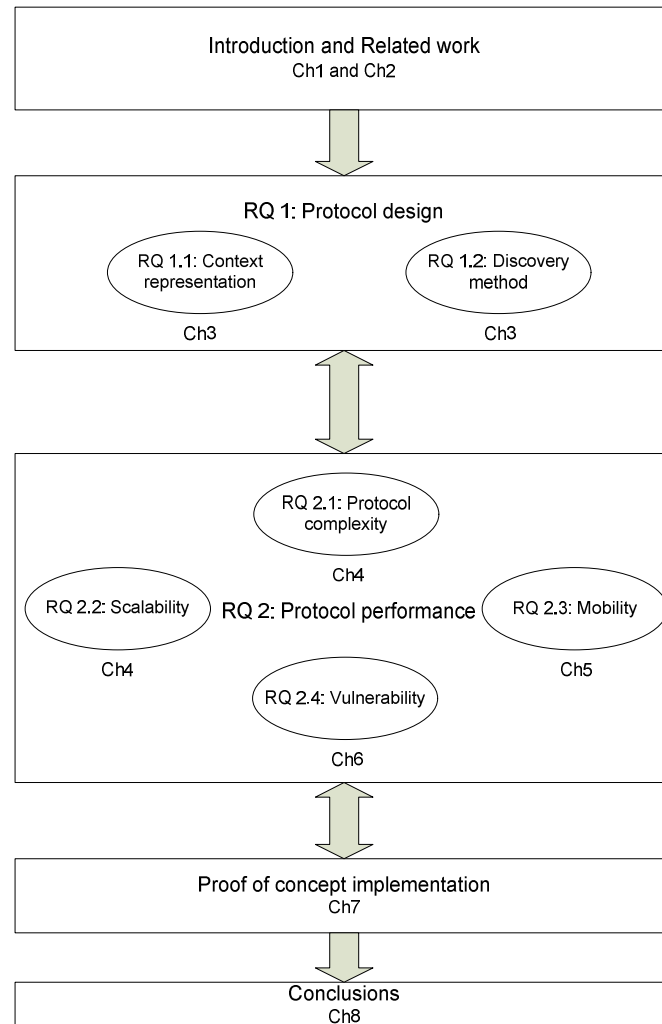 Introduction and Related work
Ch1 and Ch2
RQ 1: Protocol design
RQ 1.1: Context
representation
Ch3
RQ 1.2: Discovery
method
Ch3
RQ 2.1: Protocol
complexity
Ch4
RQ 2.2: Scalability
Ch4
RQ 2: Protocol performance
RQ 2.3: Mobility
Ch5
RQ 2.4: Vulnerability
Ch6
Proof of concept implementation
Ch7
Conclusions
Ch8